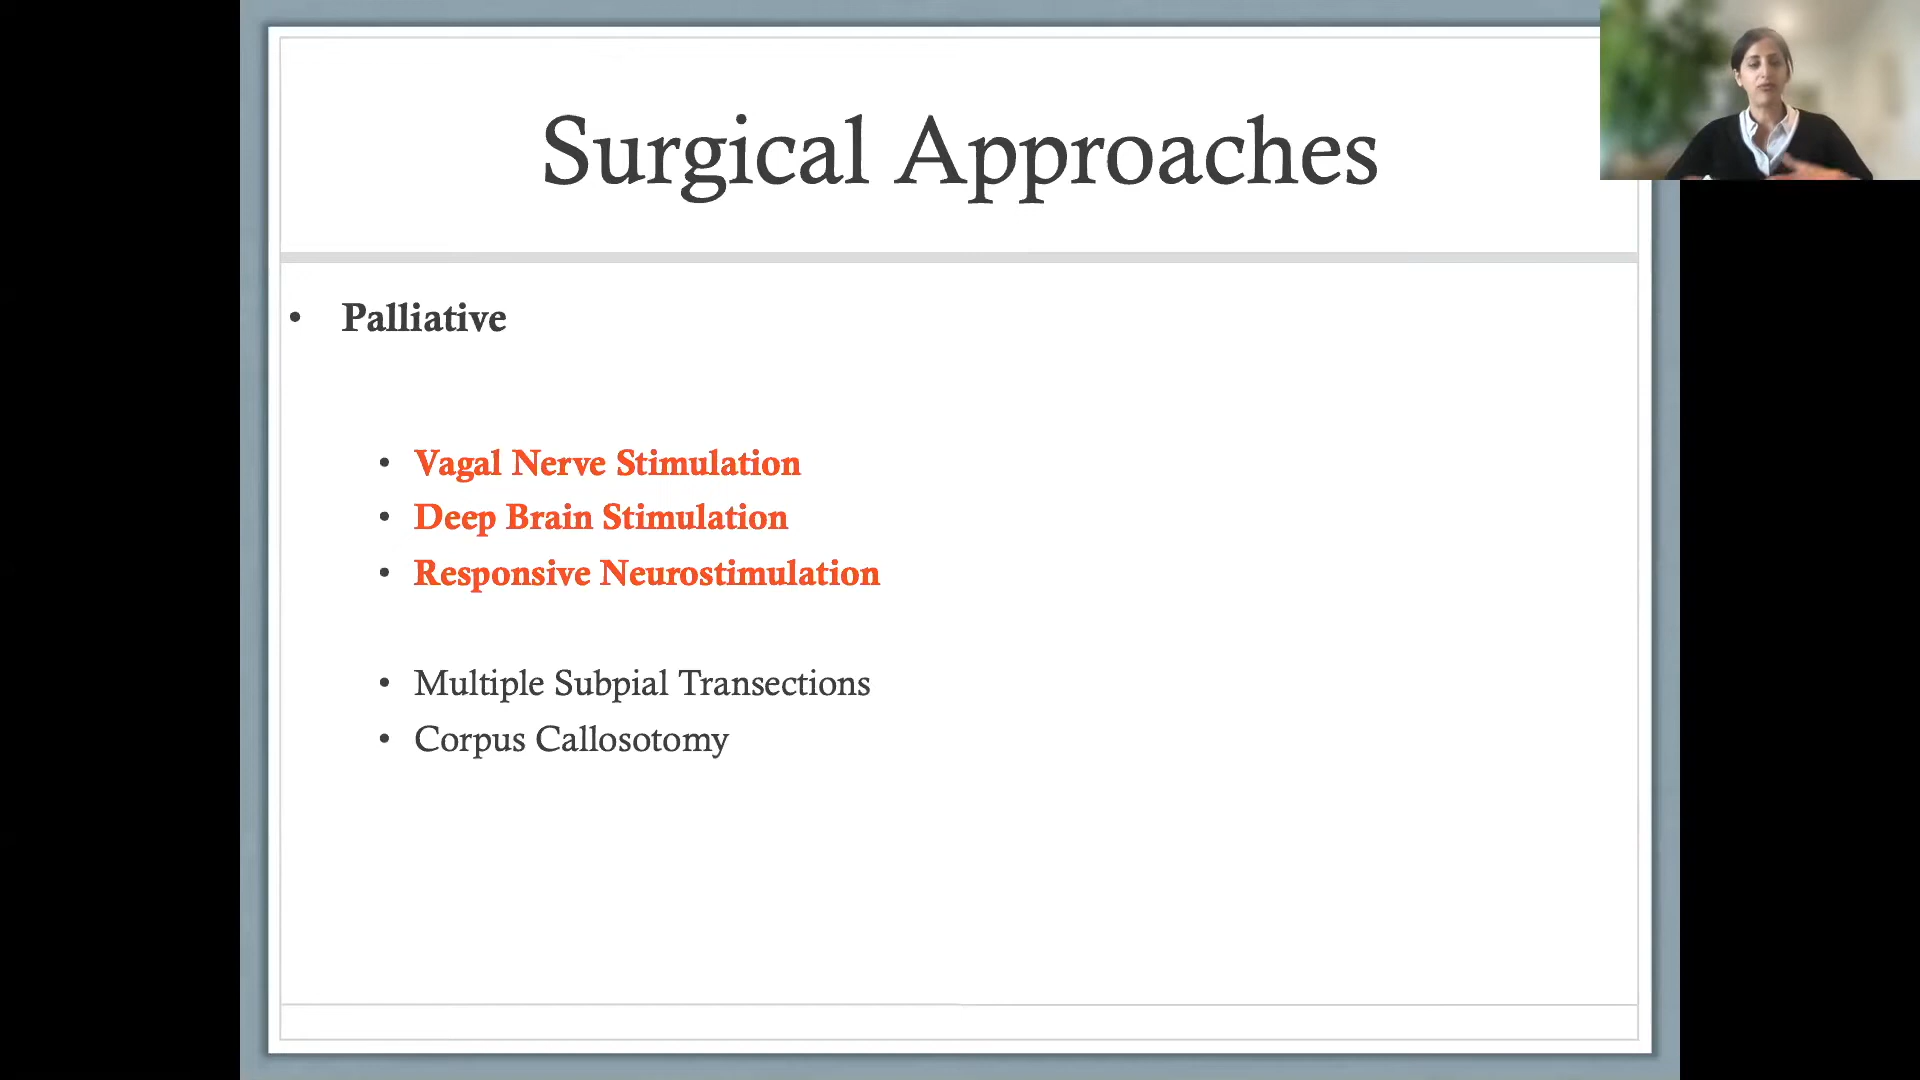 Surgical Approaches
• Palliative
• Vagal Nerve Stimulation
• Deep Brain Stimulation
• Responsive Neurostimulation
• Multiple Subpial Transections
• Corpus Callosotomy